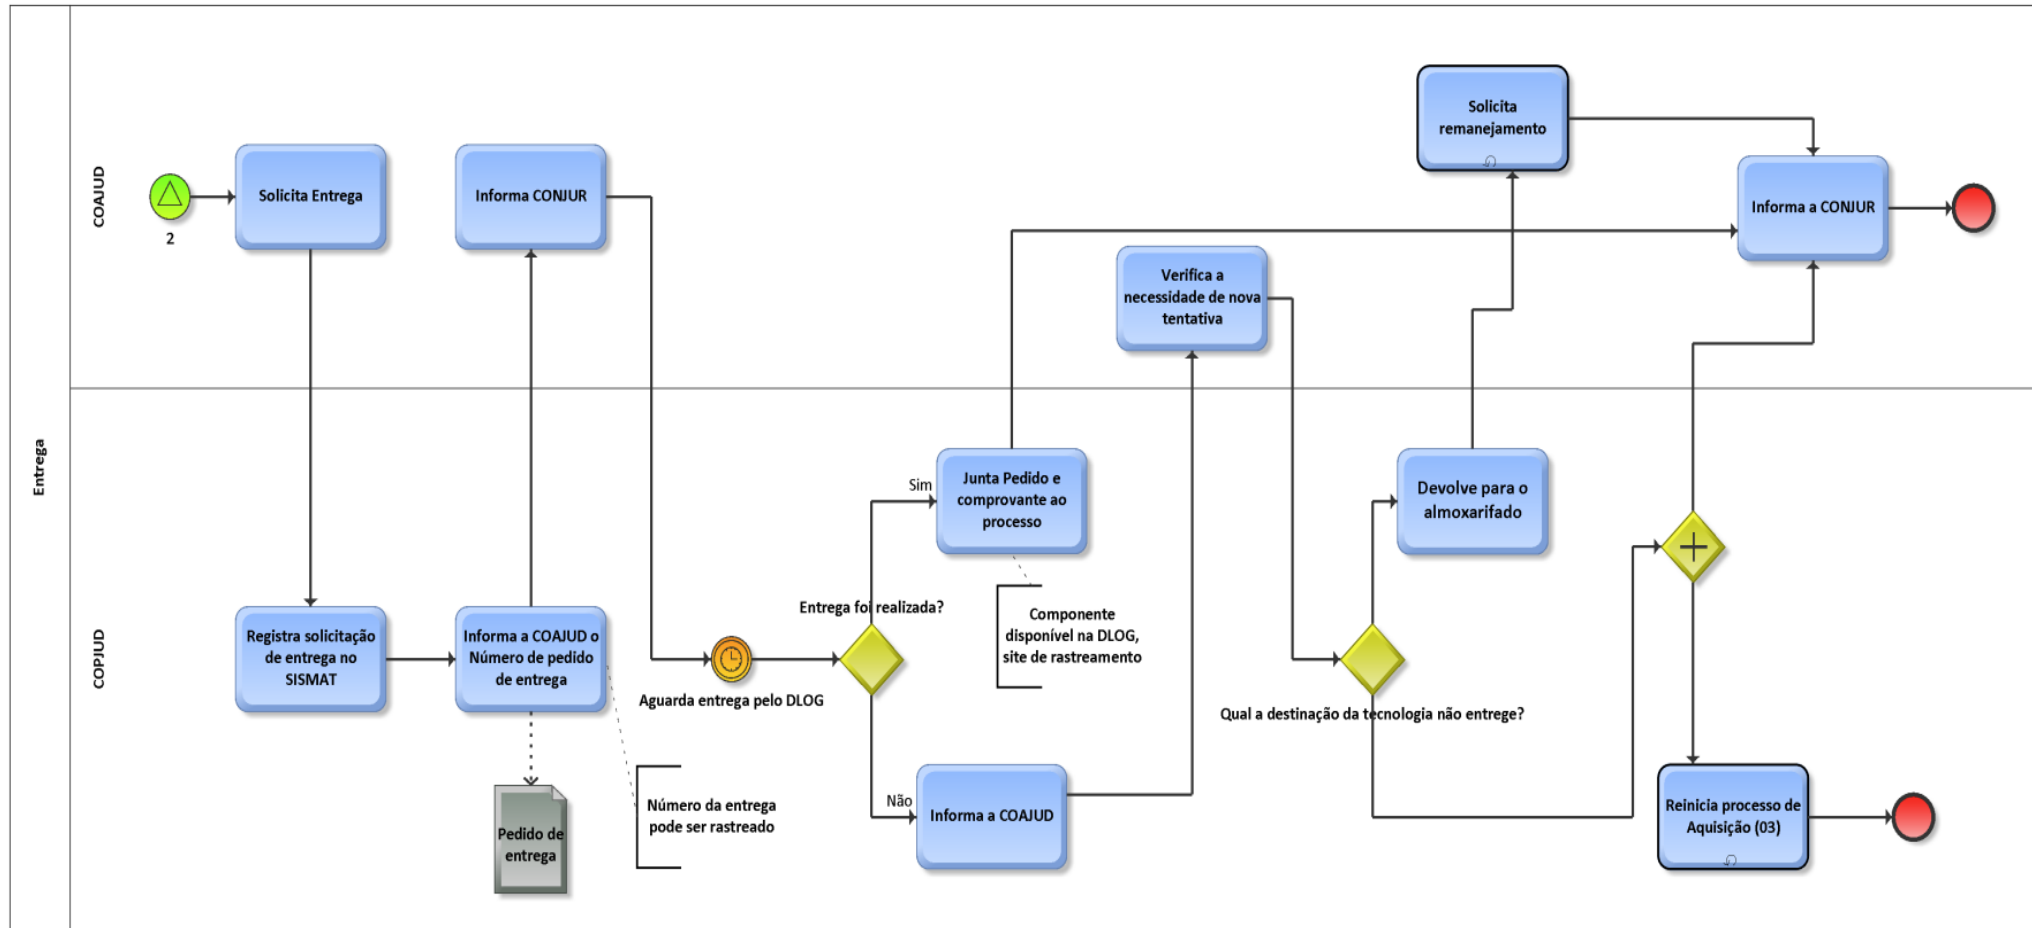 Entrega
COAJUD
2
Solicita Entrega
Informa CONJUR
Verifica a
necessidade de nova
tentativa
Solicita
remanejamento
Informa a CONJUR
COPJUD
Registra solicitação
de entrega no
SISMAT
Informa a COAJUD o
Número de pedido
de entrega
Pedido de
entrega
Número da entrega
pode ser rastreado
Aguarda entrega pelo DLOG
Entrega foi realizada?
Sim
Não
Junta Pedido e
comprovante ao
processo
Componente
disponível na DLOG,
site de rastreamento
Informa a COAJUD
Qual a destinação da tecnologia não entrege?
Devolve para o
almoxarifado
Reinicia processo de
Aquisição (03)